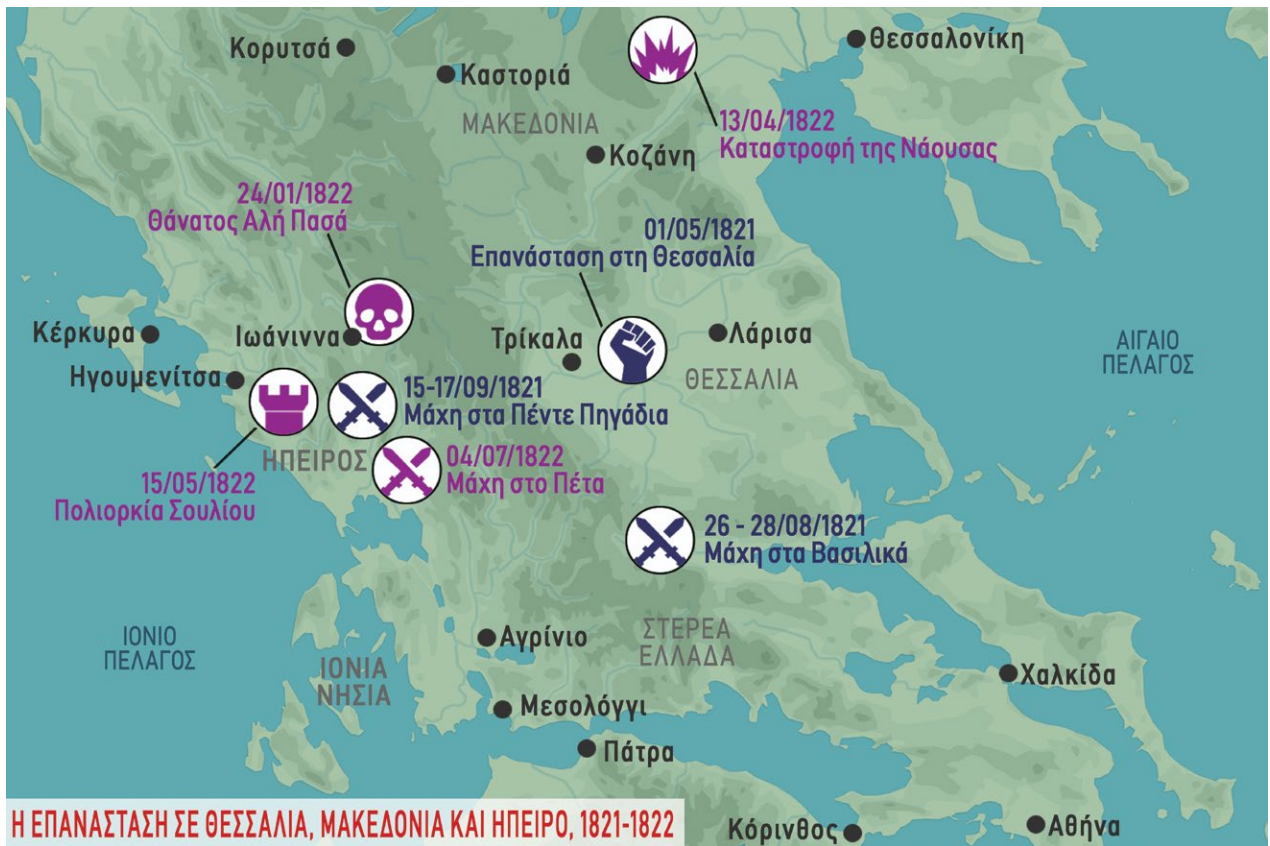 Κορυτσά
Καστοριά
Θεσσαλονίκη
ΜΑΚΕΔΟΝΙΑ
13/04/1822
Καταστροφή της Νάουσας
Κοζάνη
24/01/1822
Θάνατος Αλή Πασά
01/05/1821
Επανάσταση στη Θεσσαλία
Κέρκυρα
Ιωάνιννα
Τρίκαλα
Λάρισα
ΑΙΓΑΙΟ
ΠΕΛΑΓΟΣ
Ηγουμενίτσα
ΘΕΣΣΑΛΙΑ
15-17/09/1821
Μάχη στα Πέντε Πηγάδια
ΗΠΕΙΡΟΣ
04/07/1822
Μάχη στο Πέτα
15/05/1822
Πολιορκία Σουλίου
26 - 28/08/1821
Μάχη στα Βασιλικά
ΙΟΝΙΟ
ΠΕΛΑΓΟΣ
Αγρίνιο
ΣΤΕΡΕΑ
ΕΛΛΑΔΑ
ΙΟΝΙΑ
ΝΗΣΙΑ
Χαλκίδα
Μεσολόγγι
Πάτρα
Η ΕΠΑΝΑΣΤΑΣΗ ΣΕ ΘΕΣΣΑΛΙΑ, ΜΑΚΕΔΟΝΙΑ ΚΑΙ ΗΠΕΙΡΟ, 1821-1822
Κόρινθος
Αθήνα